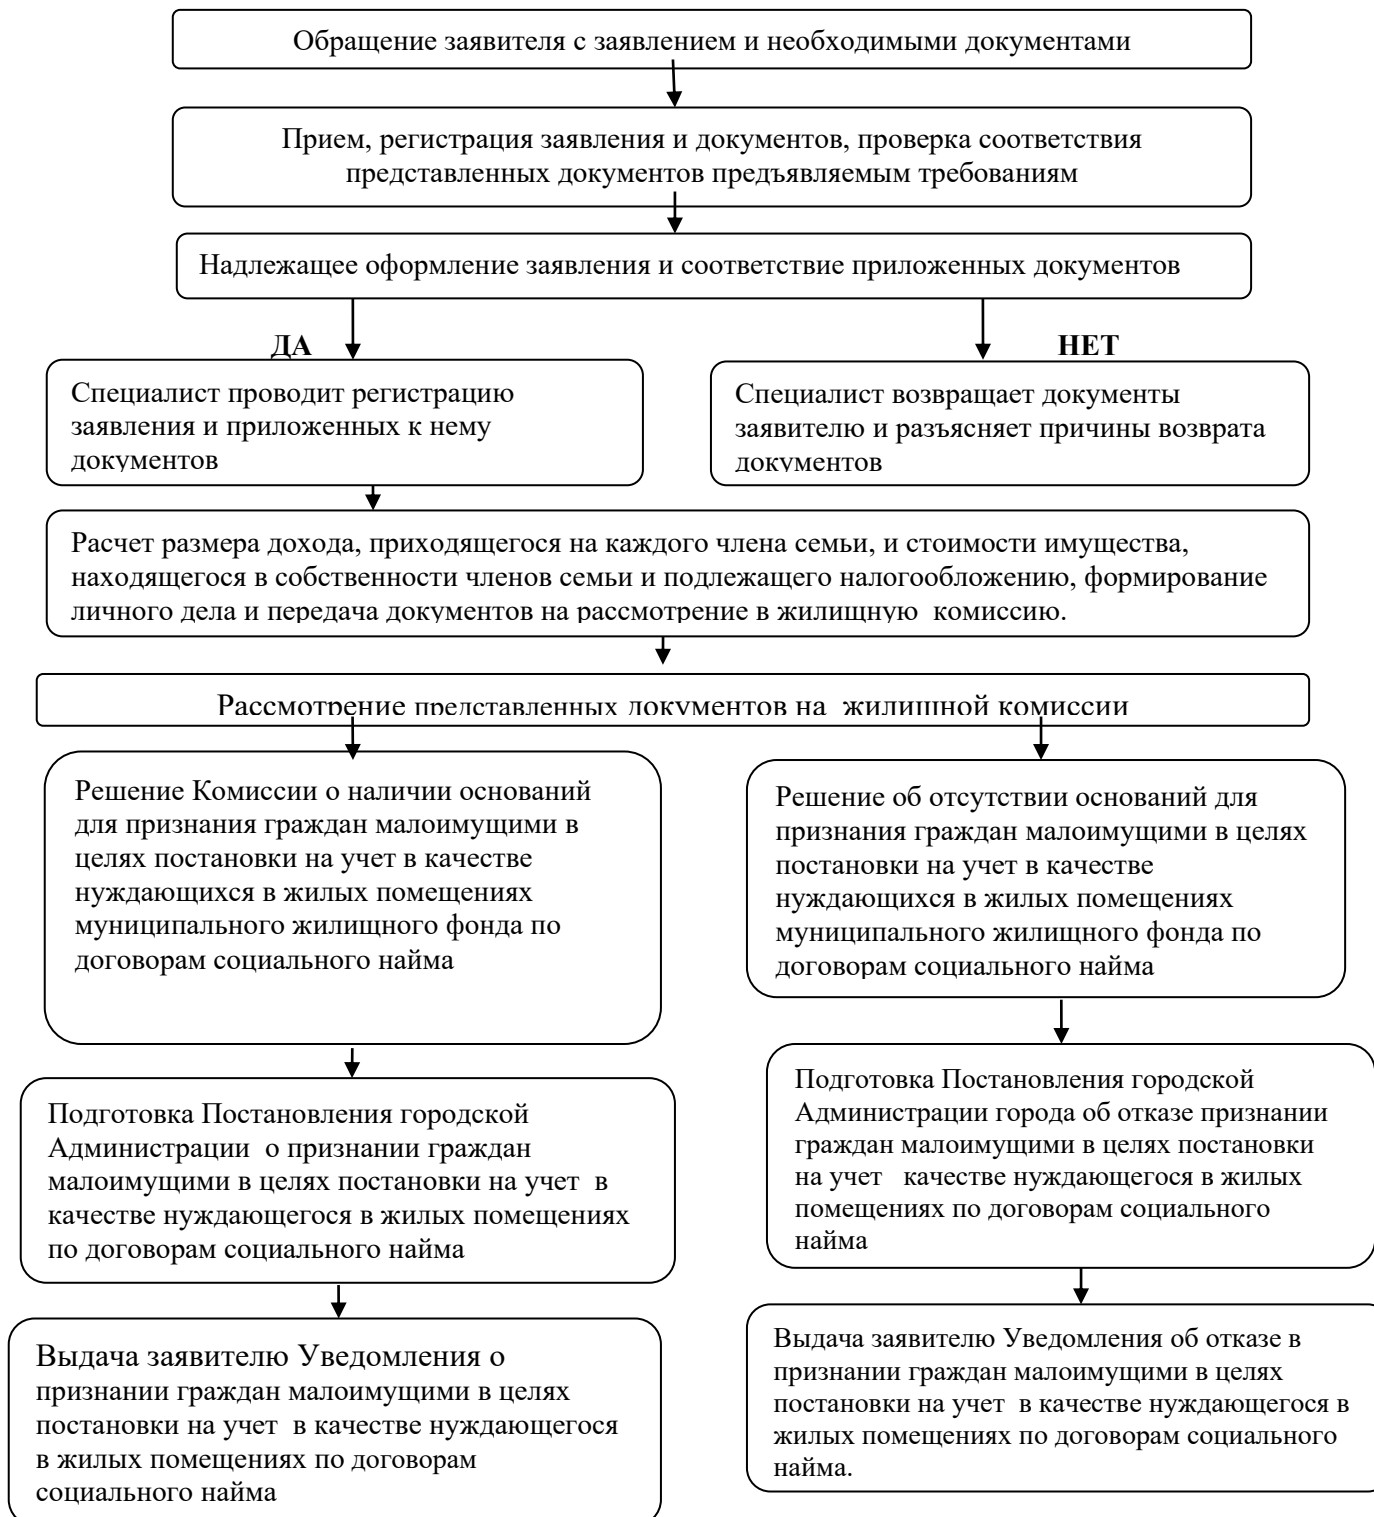 Обращение заявителя с заявлением и необходимыми документами
Прием, регистрация заявления и документов, проверка соответствия
представленных документов предъявляемым требованиям
Надлежащее оформление заявления и соответствие приложенных документов
ДА
НЕТ
Специалист проводит регистрацию
заявления и приложенных к нему
документов
Специалист возвращает документы
заявителю и разъясняет причины возврата
документов
Расчет размера дохода, приходящегося на каждого члена семьи, и стоимости имущества,
находящегося в собственности членов семьи и подлежащего налогообложению, формирование
личного дела и передача документов на рассмотрение в жилищную  комиссию.
Рассмотрение представленных документов на  жилищной комиссии
Решение Комиссии о наличии оснований
для признания граждан малоимущими в
целях постановки на учет в качестве
нуждающихся в жилых помещениях
муниципального жилищного фонда по
договорам социального найма
Решение об отсутствии оснований для
признания граждан малоимущими в целях
постановки на учет в качестве
нуждающихся в жилых помещениях
муниципального жилищного фонда по
договорам социального найма
Подготовка Постановления городской
Администрации  о признании граждан
малоимущими в целях постановки на учет  в
качестве нуждающегося в жилых помещениях
по договорам социального найма
Подготовка Постановления городской
Администрации города об отказе признании
граждан малоимущими в целях постановки
на учет   качестве нуждающегося в жилых
помещениях по договорам социального
найма
Выдача заявителю Уведомления о
признании граждан малоимущими в целях
постановки на учет  в качестве нуждающегося
в жилых помещениях по договорам
социального найма
Выдача заявителю Уведомления об отказе в
признании граждан малоимущими в целях
постановки на учет  в качестве нуждающегося в
жилых помещениях по договорам социального
найма.